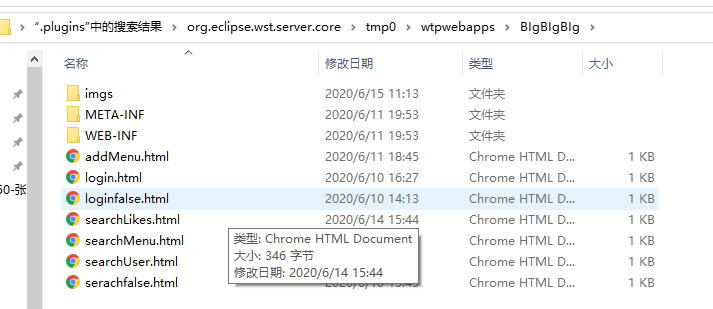 “.plugins”中的搜索结果 > org.eclipse.wst.server.core > tmp0 > wtpwebapps > BIgBIgBIg >
名称 修改日期 类型 大小
imgs 2020/6/15 11:13 文件夹
META-INF 2020/6/11 19:53 文件夹
WEB-INF 2020/6/11 19:53 文件夹
addMenu.html 2020/6/11 18:45 Chrome HTML D... 1 KB
login.html 2020/6/10 16:27 Chrome HTML D... 1 KB
50-张
loginfalse.html 2020/6/10 14:13 Chrome HTML D... 1 KB
searchLikes.html 2020/6/14 15:44 Chrome HTML D... 1 KB
searchMenu.html Chrome HTML D... 1 KB
searchUser.html Chrome HTML D... 1 KB
serachfalse.html Chrome HTML D... 1 KB
类型: Chrome HTML Document
大小: 346 字节
修改日期: 2020/6/14 15:44